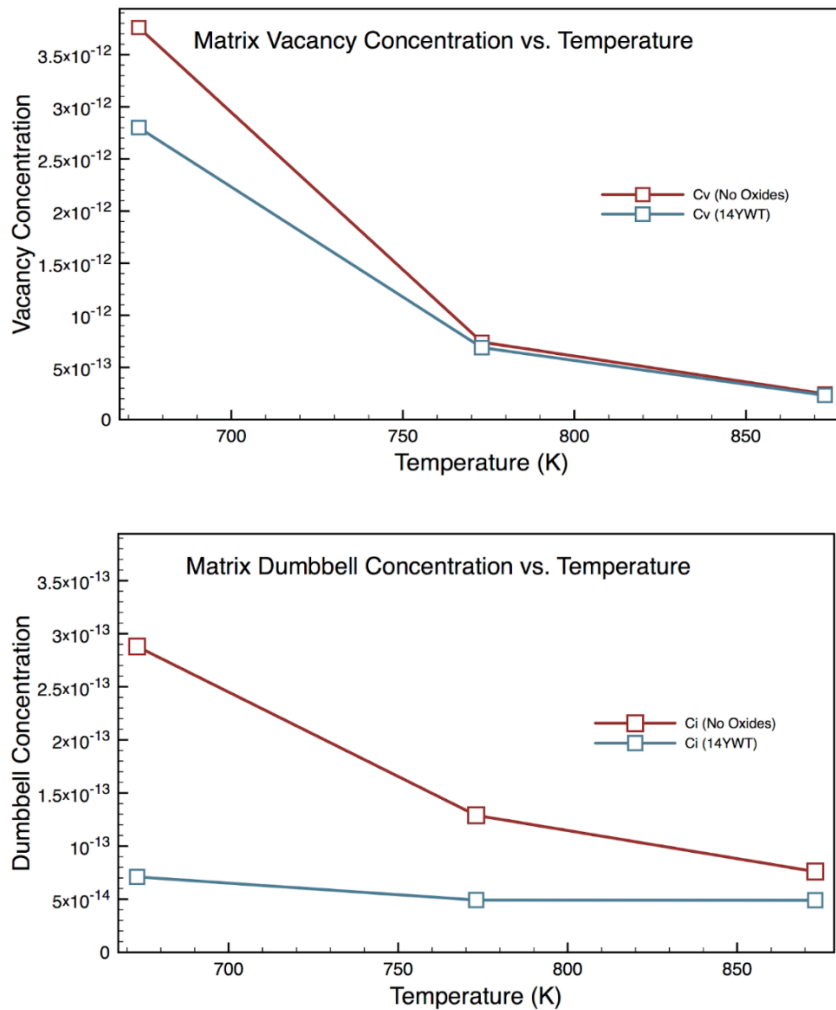 Matrix Vacancy Concentration vs. Temperature
Vacancy Concentration
3.5×10⁻¹²
3×10⁻¹²
2.5×10⁻¹²
2×10⁻¹²
1.5×10⁻¹²
10⁻¹²
5×10⁻¹³
0
Cv (No Oxides)
Cv (14YWT)
700 750 800 850
Temperature (K)
Matrix Dumbbell Concentration vs. Temperature
Dumbbell Concentration
3.5×10⁻¹³
3×10⁻¹³
2.5×10⁻¹³
2×10⁻¹³
1.5×10⁻¹³
10⁻¹³
5×10⁻¹⁴
0
Ci (No Oxides)
Ci (14YWT)
700 750 800 850
Temperature (K)